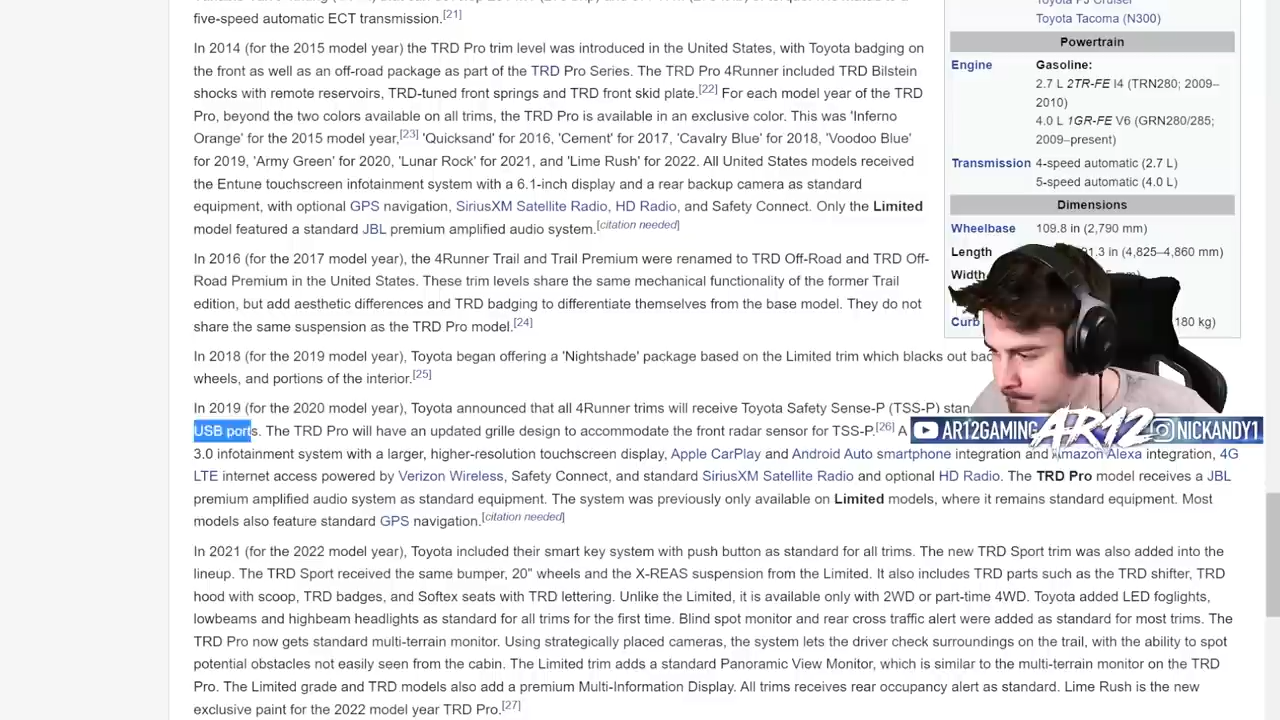 five-speed automatic ECT transmission.[21]
In 2014 (for the 2015 model year) the TRD Pro trim level was introduced in the United States, with Toyota badging on
the front as well as an off-road package as part of the TRD Pro Series. The TRD Pro 4Runner included TRD Bilstein
shocks with remote reservoirs, TRD-tuned front springs and TRD front skid plate.[22] For each model year of the TRD
Pro, beyond the two colors available on all trims, the TRD Pro is available in an exclusive color. This was 'Inferno
Orange' for the 2015 model year,[23] 'Quicksand' for 2016, 'Cement' for 2017, 'Cavalry Blue' for 2018, 'Voodoo Blue'
for 2019, 'Army Green' for 2020, 'Lunar Rock' for 2021, and 'Lime Rush' for 2022. All United States models received
the Entune touchscreen infotainment system with a 6.1-inch display and a rear backup camera as standard
equipment, with optional GPS navigation, SiriusXM Satellite Radio, HD Radio, and Safety Connect. Only the Limited
model featured a standard JBL premium amplified audio system.[citation needed]
In 2016 (for the 2017 model year), the 4Runner Trail and Trail Premium were renamed to TRD Off-Road and TRD Off-
Road Premium in the United States. These trim levels share the same mechanical functionality of the former Trail
edition, but add aesthetic differences and TRD badging to differentiate themselves from the base model. They do not
share the same suspension as the TRD Pro model.[24]
In 2018 (for the 2019 model year), Toyota began offering a 'Nightshade' package based on the Limited trim which blacks out
wheels, and portions of the interior.[25]
In 2019 (for the 2020 model year), Toyota announced that all 4Runner trims will receive Toyota Safety Sense-P (TSS-P)
USB ports. The TRD Pro will have an updated grille design to accommodate the front radar sensor for TSS-P.[26] A
3.0 infotainment system with a larger, higher-resolution touchscreen display, Apple CarPlay and Android Auto smartphone integration and Amazon Alexa integration, 4G
LTE internet access powered by Verizon Wireless, Safety Connect, and standard SiriusXM Satellite Radio and optional HD Radio. The TRD Pro model receives a JBL
premium amplified audio system as standard equipment. The system was previously only available on Limited models, where it remains standard equipment. Most
models also feature standard GPS navigation.[citation needed]
In 2021 (for the 2022 model year), Toyota included their smart key system with push button as standard for all trims. The new TRD Sport trim was also added into the
lineup. The TRD Sport received the same bumper, 20" wheels and the X-REAS suspension from the Limited. It also includes TRD parts such as the TRD shifter, TRD
hood with scoop, TRD badges, and Softex seats with TRD lettering. Unlike the Limited, it is available only with 2WD or part-time 4WD. Toyota added LED foglights,
lowbeams and highbeam headlights as standard for all trims for the first time. Blind spot monitor and rear cross traffic alert were added as standard for most trims. The
TRD Pro now gets standard multi-terrain monitor. Using strategically placed cameras, the system lets the driver check surroundings on the trail, with the ability to spot
potential obstacles not easily seen from the cabin. The Limited trim adds a standard Panoramic View Monitor, which is similar to the multi-terrain monitor on the TRD
Pro. The Limited grade and TRD models also add a premium Multi-Information Display. All trims receives rear occupancy alert as standard. Lime Rush is the new
exclusive paint for the 2022 model year TRD Pro.[27]
Toyota FJ Cruiser
Toyota Tacoma (N300)
Powertrain
Engine Gasoline:
2.7 L 2TR-FE I4 (TRN280; 2009–
2010)
4.0 L 1GR-FE V6 (GRN280/285;
2009–present)
Transmission 4-speed automatic (2.7 L)
5-speed automatic (4.0 L)
Dimensions
Wheelbase 109.8 in (2,790 mm)
Length 1.3 in (4,825–4,860 mm)
Width
Curb 180 kg)
AR12GAMING AR12 NICKANDY1